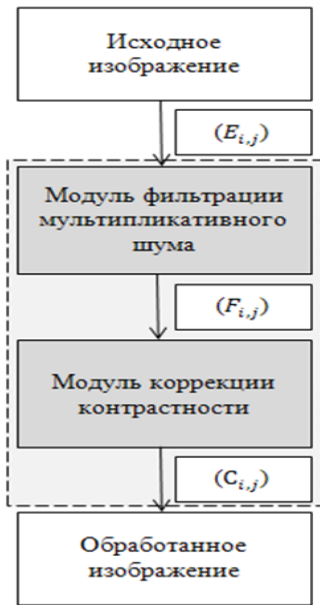 Исходное
изображение
(E_{i,j})
Модуль фильтрации
мультипликативного
шума
(F_{i,j})
Модуль коррекции
контрастности
(C_{i,j})
Обработанное
изображение